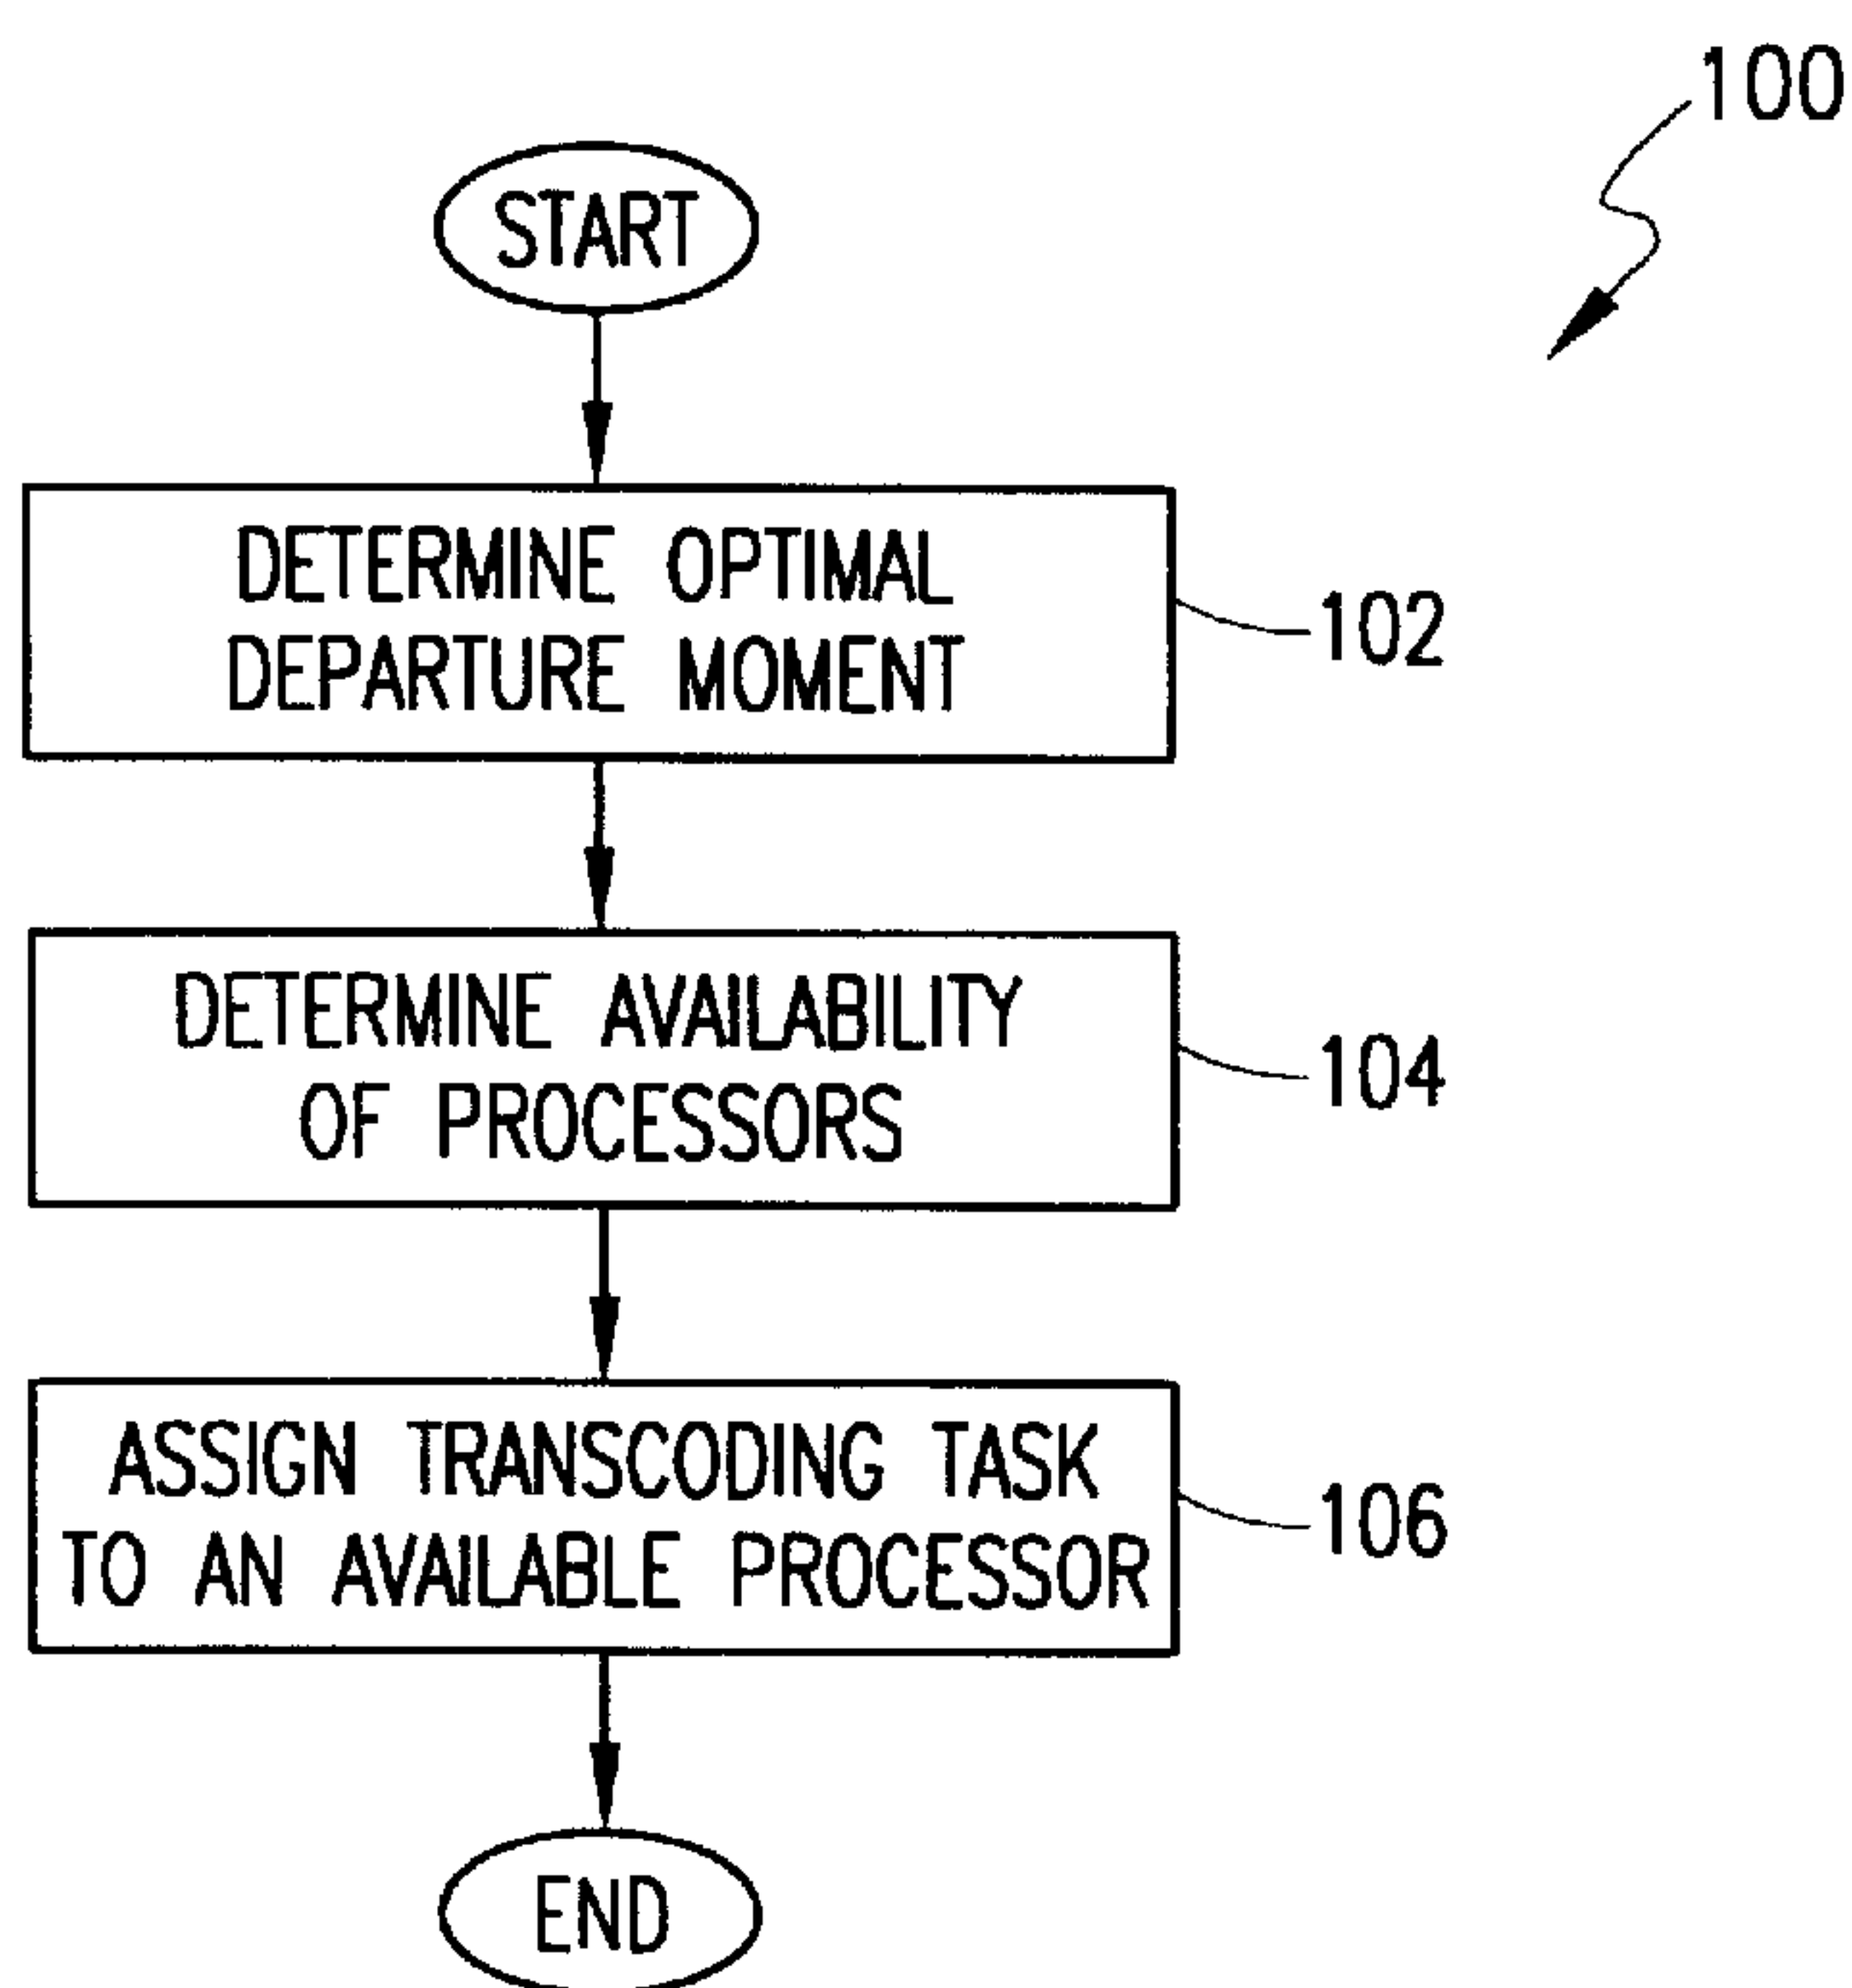 100
START
DETERMINE OPTIMAL
DEPARTURE MOMENT
102
DETERMINE AVAILABILITY
OF PROCESSORS
104
ASSIGN TRANSCODING TASK
TO AN AVAILABLE PROCESSOR
106
END